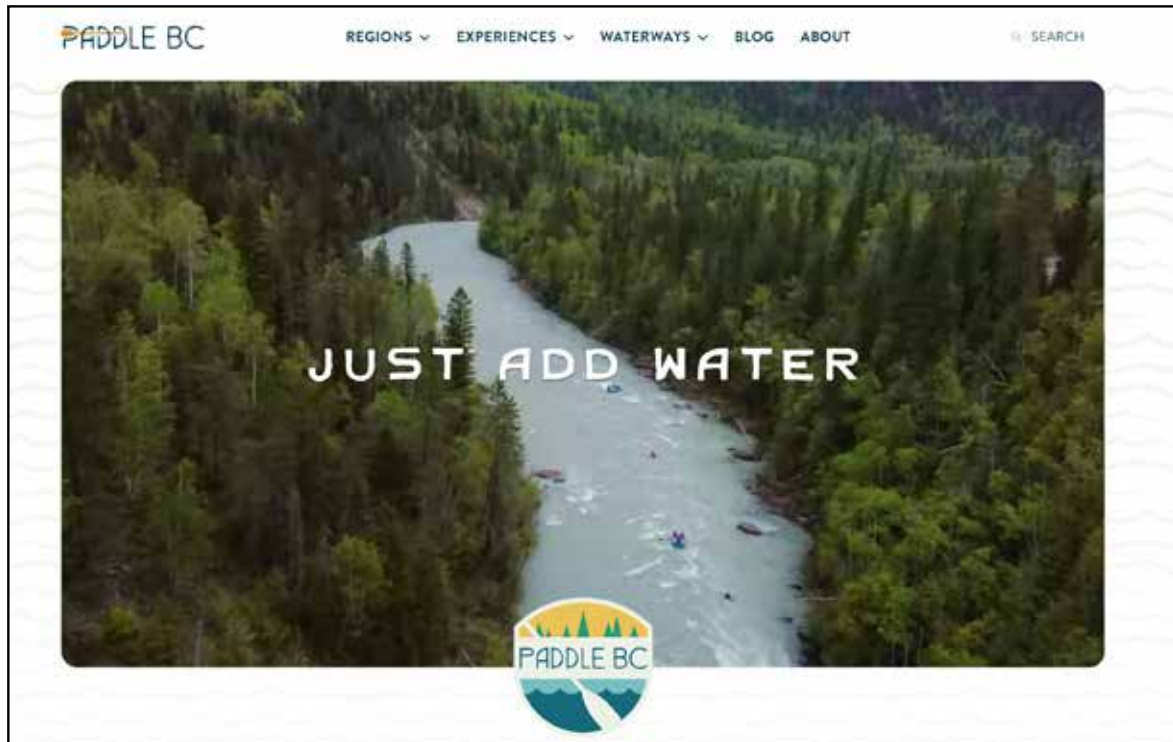 PADDLE BC
REGIONS EXPERIENCES WATERWAYS BLOG ABOUT SEARCH
JUST ADD WATER
PADDLE BC